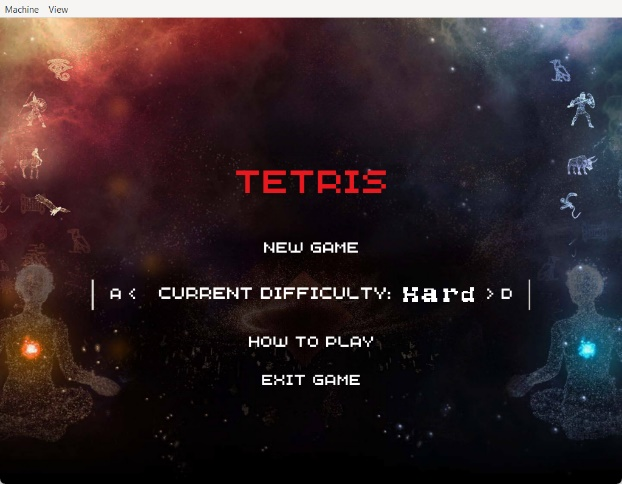 Machine View
TETRIS
NEW GAME
| A < CURRENT DIFFICULTY: Hard > D |
HOW TO PLAY
EXIT GAME